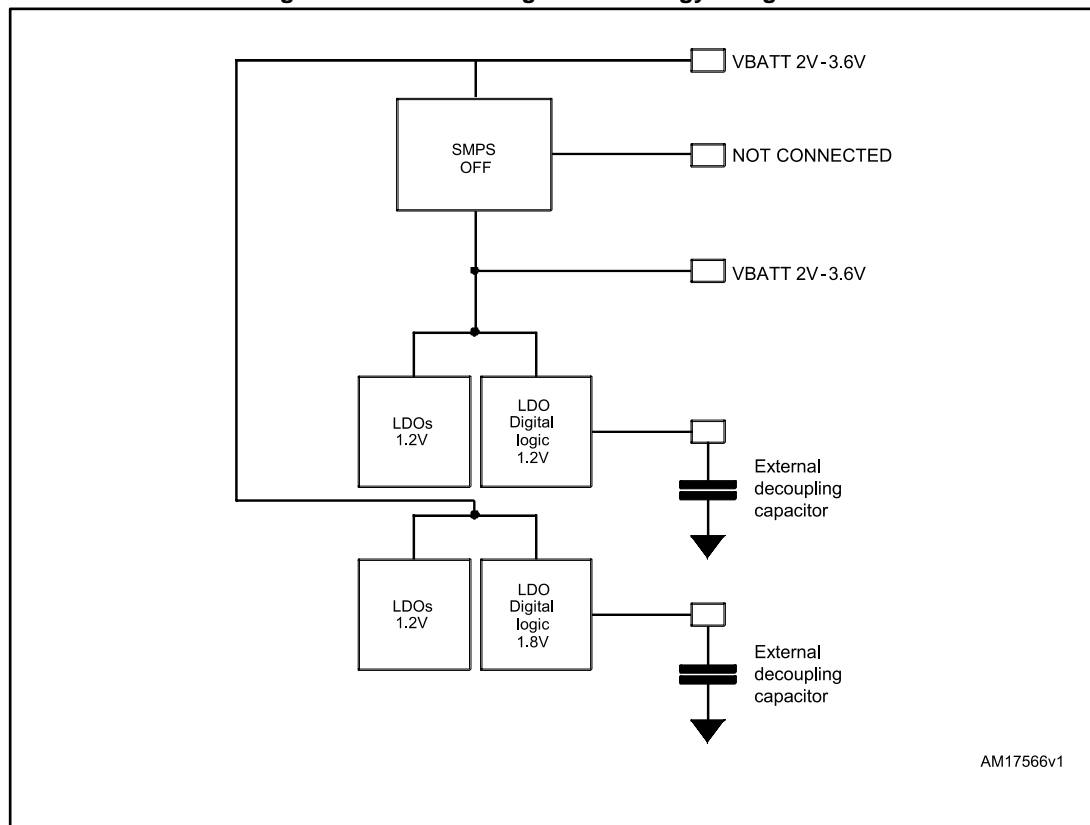 VBATT 2V-3.6V
SMPS
OFF
NOT CONNECTED
VBATT 2V-3.6V
LDOs
1.2V
LDO
Digital
logic
1.2V
External
decoupling
capacitor
LDOs
1.2V
LDO
Digital
logic
1.8V
External
decoupling
capacitor
AM17566v1